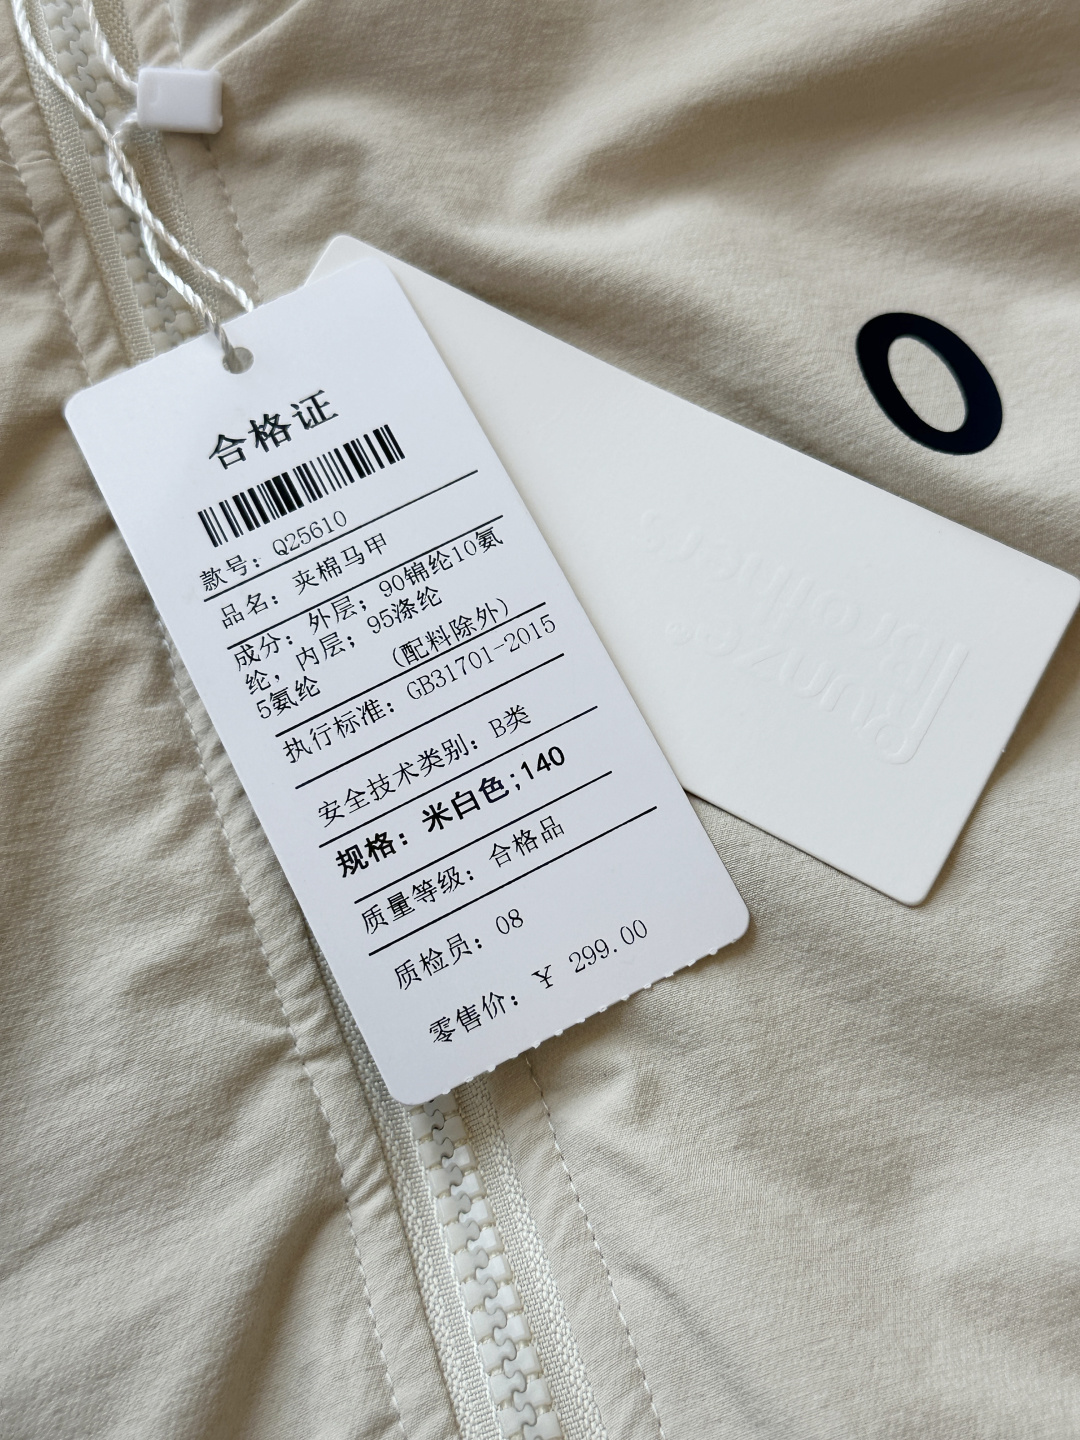 合格证
款号：Q25610
品名：夹棉马甲
成分：外层；90锦纶10氨
纶，内层；95涤纶
5氨纶 （配料除外）
执行标准：GB31701-2015
安全技术类别：B类
规格：米白色;140
质量等级：合格品
质检员：08
零售价：¥ 299.00
O